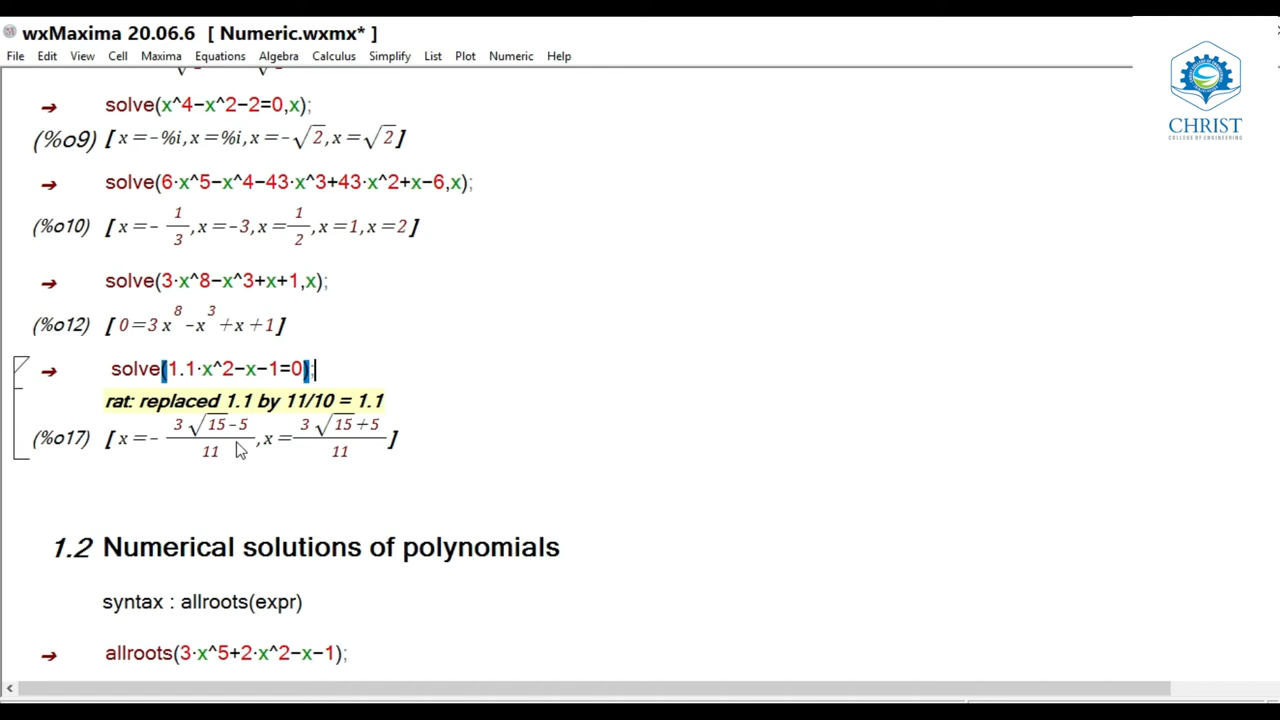 wxMaxima 20.06.6 [ Numeric.wxmx* ]
File Edit View Cell Maxima Equations Algebra Calculus Simplify List Plot Numeric Help
CHRIST
COLLEGE OF ENGINEERING
→ solve(x^4−x^2−2=0,x);
(%o9) [x=−%i,x=%i,x=−√2,x=√2]
→ solve(6·x^5−x^4−43·x^3+43·x^2+x−6,x);
(%o10) [x=−1/3,x=−3,x=1/2,x=1,x=2]
→ solve(3·x^8−x^3+x+1,x);
(%o12) [0=3x^8−x^3+x+1]
→ solve(1.1·x^2−x−1=0);
rat: replaced 1.1 by 11/10 = 1.1
(%o17) [x=−(3√15−5)/11,x=(3√15+5)/11]
1.2 Numerical solutions of polynomials
syntax : allroots(expr)
→ allroots(3·x^5+2·x^2−x−1);